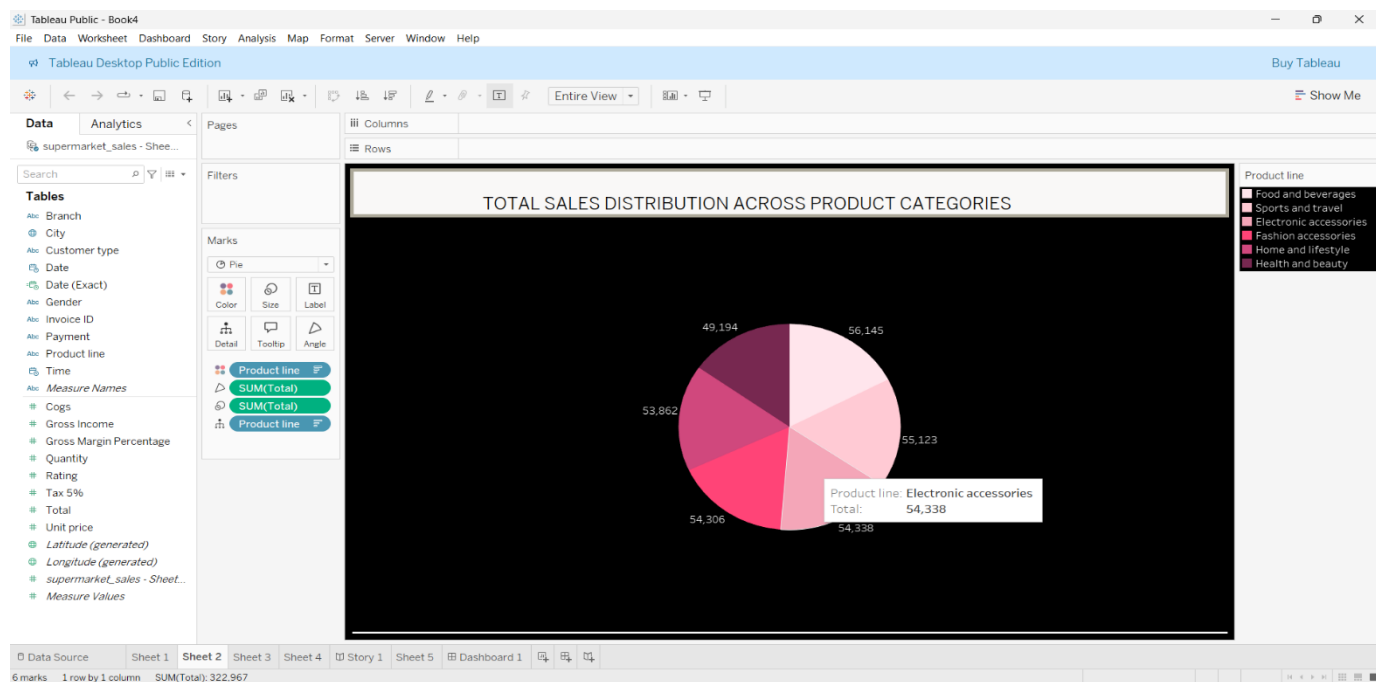 Tableau Public - Book4
File Data Worksheet Dashboard Story Analysis Map Format Server Window Help
Tableau Desktop Public Edition Buy Tableau
Entire View Show Me
Data Analytics
supermarket_sales - Shee...
Search
Tables
Abc Branch
City
Abc Customer type
Date
Date (Exact)
Abc Gender
Abc Invoice ID
Abc Payment
Abc Product line
Time
Abc Measure Names
# Cogs
# Gross Income
# Gross Margin Percentage
# Quantity
# Rating
# Tax 5%
# Total
# Unit price
Latitude (generated)
Longitude (generated)
# supermarket_sales - Sheet...
# Measure Values
Pages
Filters
Marks
Pie
Color Size Label
Detail Tooltip Angle
Product line
SUM(Total)
SUM(Total)
Product line
Columns
Rows
TOTAL SALES DISTRIBUTION ACROSS PRODUCT CATEGORIES
49,194
56,145
53,862
55,123
Product line: Electronic accessories
Total: 54,338
54,306
54,338
Product line
Food and beverages
Sports and travel
Electronic accessories
Fashion accessories
Home and lifestyle
Health and beauty
Data Source Sheet 1 Sheet 2 Sheet 3 Sheet 4 Story 1 Sheet 5 Dashboard 1
6 marks 1 row by 1 column SUM(Total): 322,967